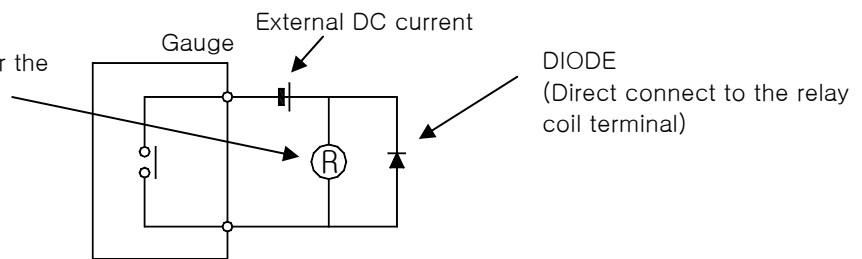 External DC current
Gauge
r the
DIODE
(Direct connect to the relay
coil terminal)
R